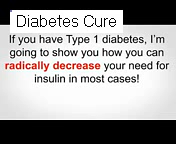 Diabetes Cure
If you have Type 1 diabetes, I'm
going to show you how you can
radically decrease your need for
insulin in most cases!